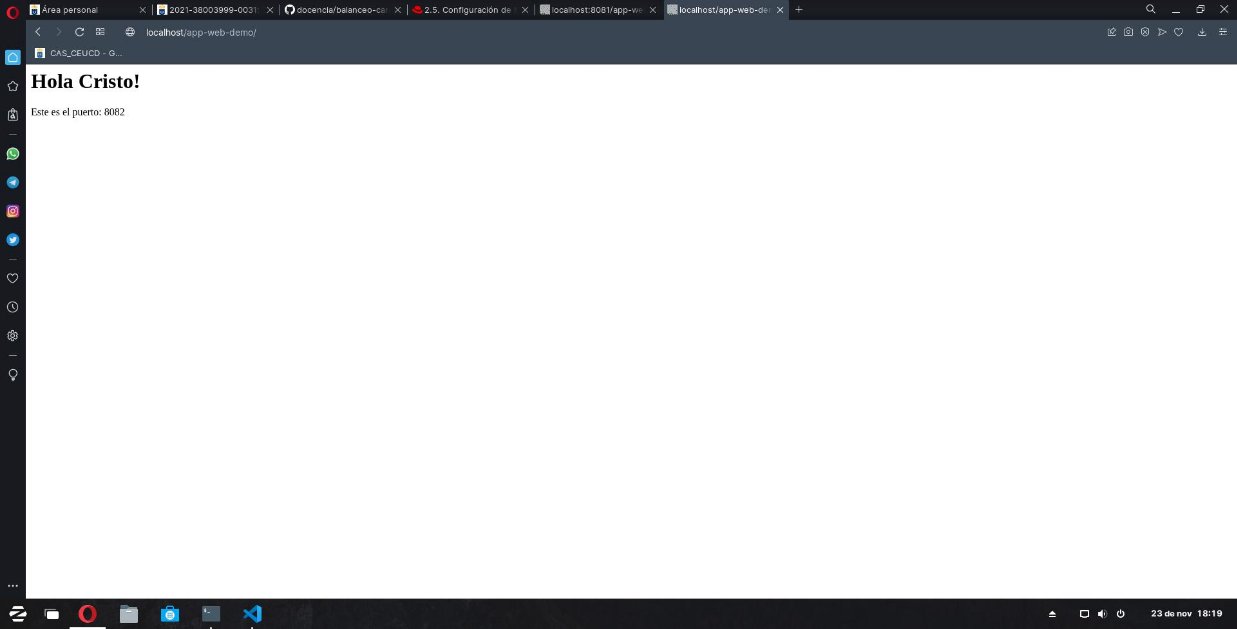 Área personal
2021-38003999-0031
docencia/balanceo-ca
2.5. Configuración de
localhost:8081/app-we
localhost/app-web-de
localhost/app-web-demo/
CAS_CEUCD - G...
Hola Cristo!
Este es el puerto: 8082
23 de nov 18:19